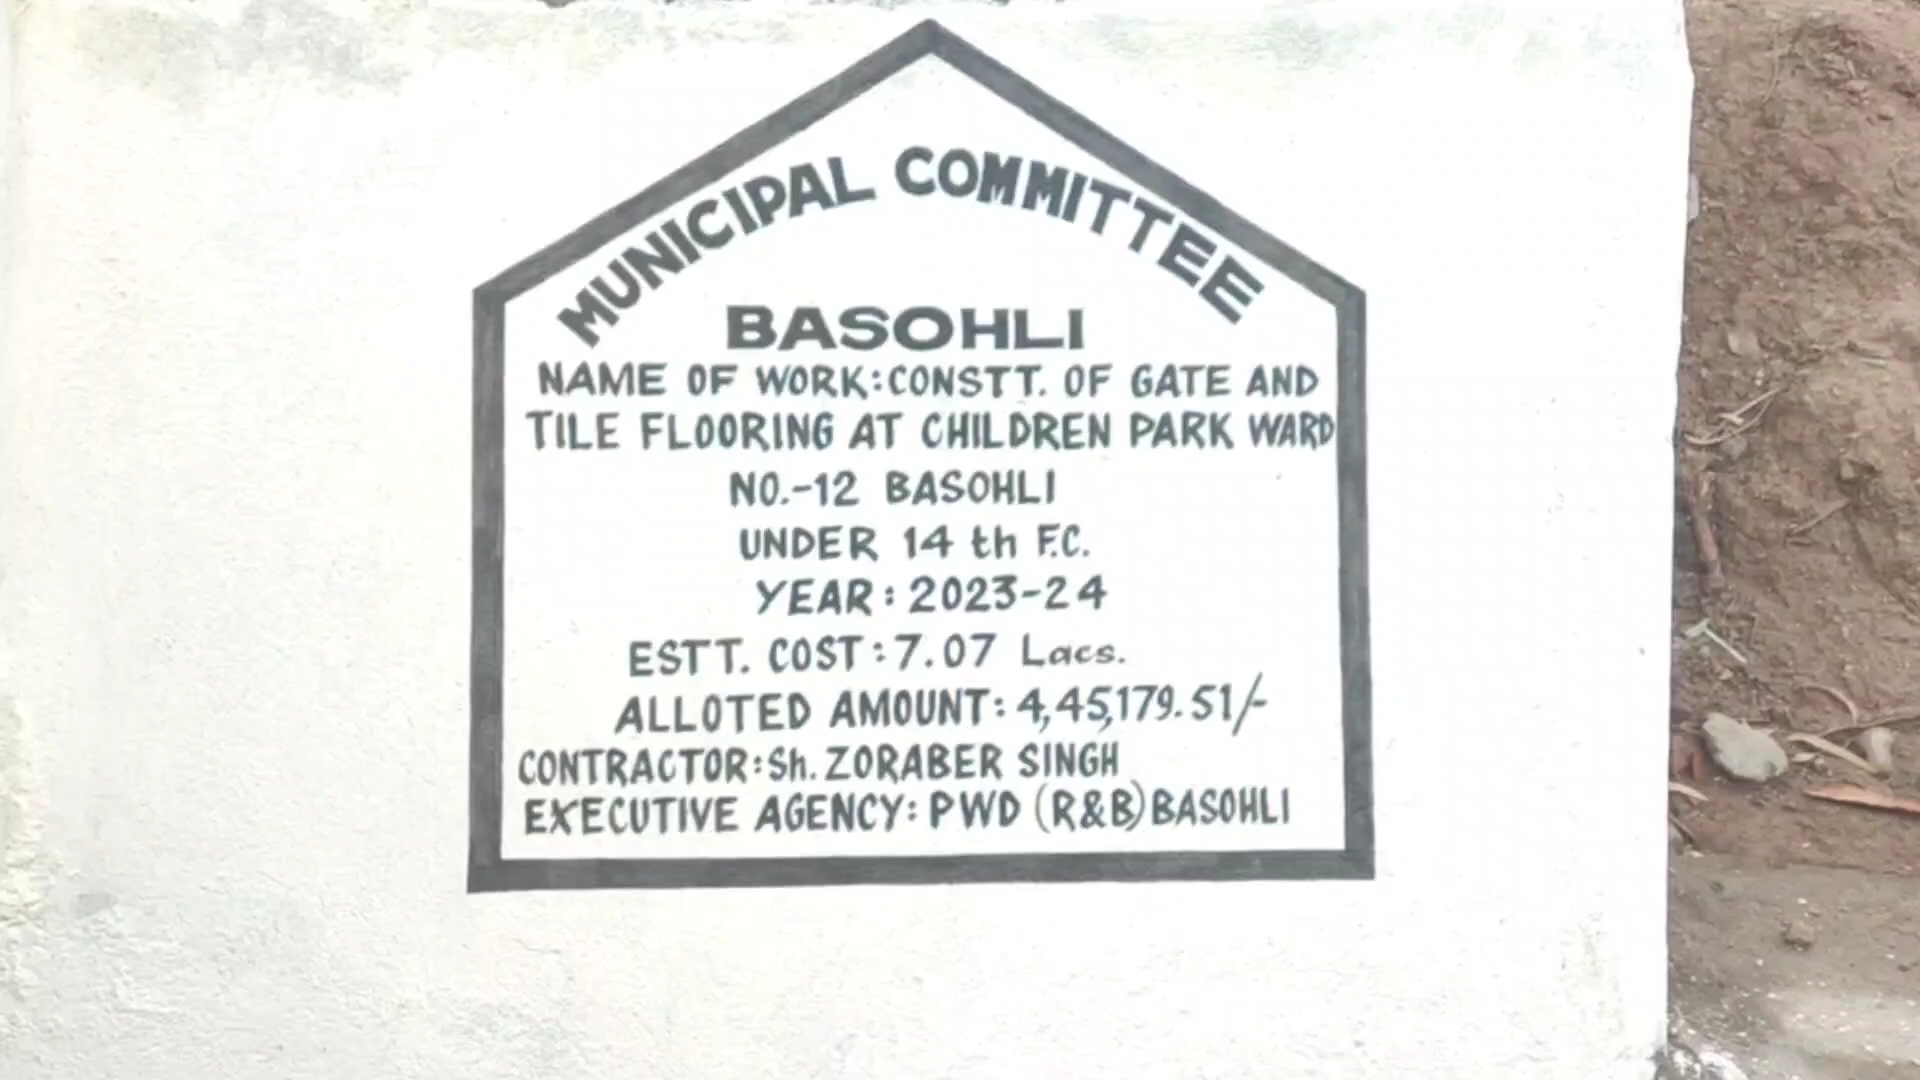 MUNICIPAL COMMITTEE
BASOHLI
NAME OF WORK:CONSTT. OF GATE AND
TILE FLOORING AT CHILDREN PARK WARD
NO.-12 BASOHLI
UNDER 14 th F.C.
YEAR: 2023-24
ESTT. COST: 7.07 Lacs.
ALLOTED AMOUNT: 4,45,179.51/-
CONTRACTOR: Sh. ZORABER SINGH
EXECUTIVE AGENCY: PWD (R&B) BASOHLI